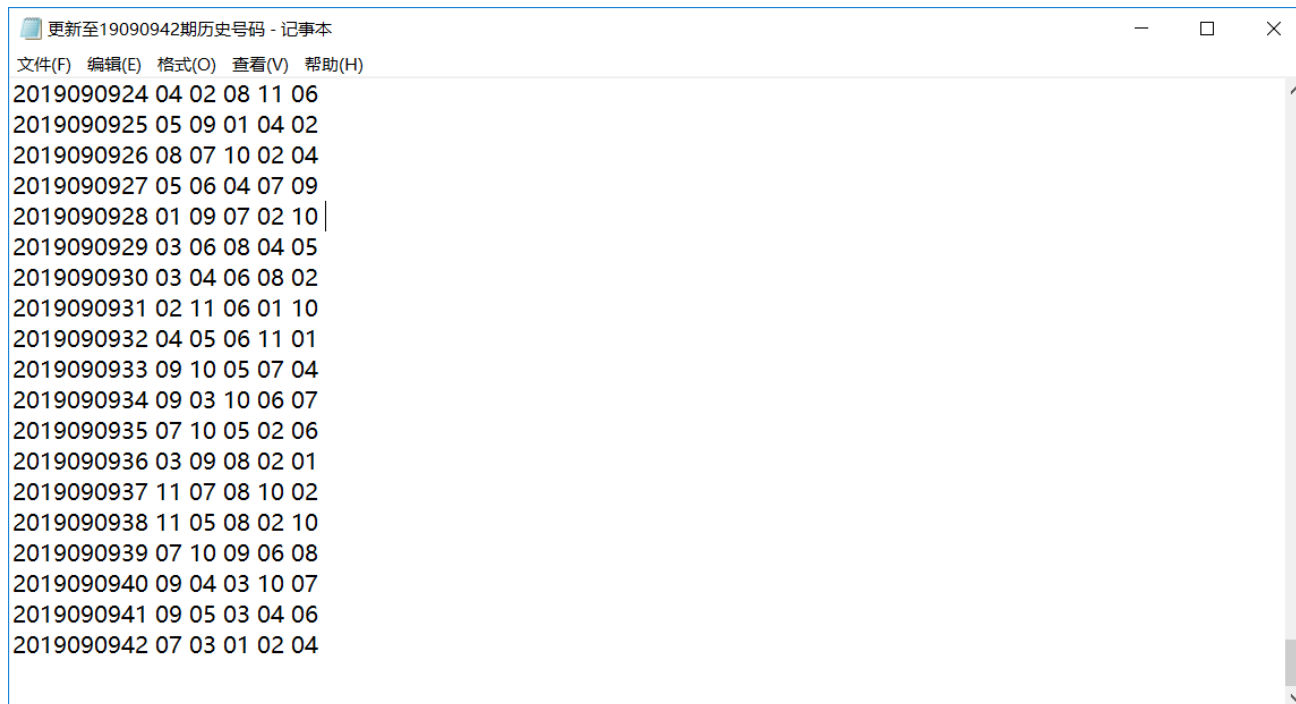 更新至19090942期历史号码 - 记事本
文件(F) 编辑(E) 格式(O) 查看(V) 帮助(H)
2019090924 04 02 08 11 06
2019090925 05 09 01 04 02
2019090926 08 07 10 02 04
2019090927 05 06 04 07 09
2019090928 01 09 07 02 10
2019090929 03 06 08 04 05
2019090930 03 04 06 08 02
2019090931 02 11 06 01 10
2019090932 04 05 06 11 01
2019090933 09 10 05 07 04
2019090934 09 03 10 06 07
2019090935 07 10 05 02 06
2019090936 03 09 08 02 01
2019090937 11 07 08 10 02
2019090938 11 05 08 02 10
2019090939 07 10 09 06 08
2019090940 09 04 03 10 07
2019090941 09 05 03 04 06
2019090942 07 03 01 02 04